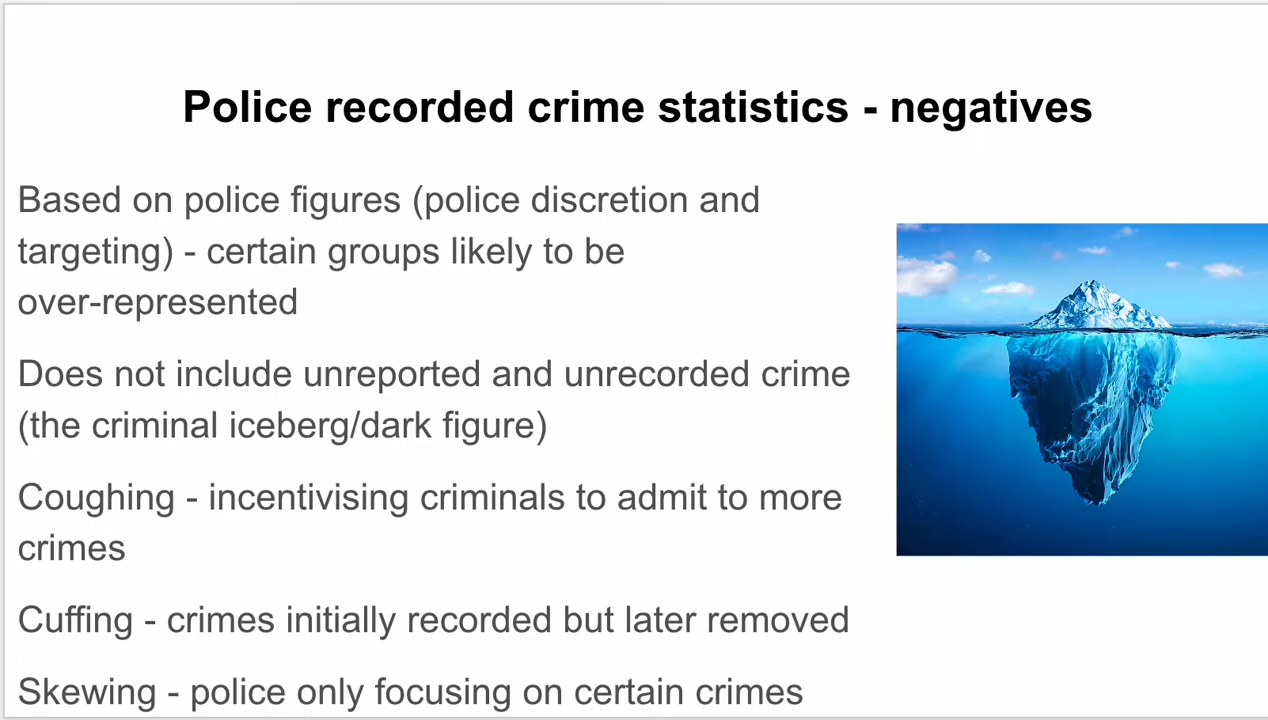 Police recorded crime statistics - negatives
Based on police figures (police discretion and
targeting) - certain groups likely to be
over-represented
Does not include unreported and unrecorded crime
(the criminal iceberg/dark figure)
Coughing - incentivising criminals to admit to more
crimes
Cuffing - crimes initially recorded but later removed
Skewing - police only focusing on certain crimes